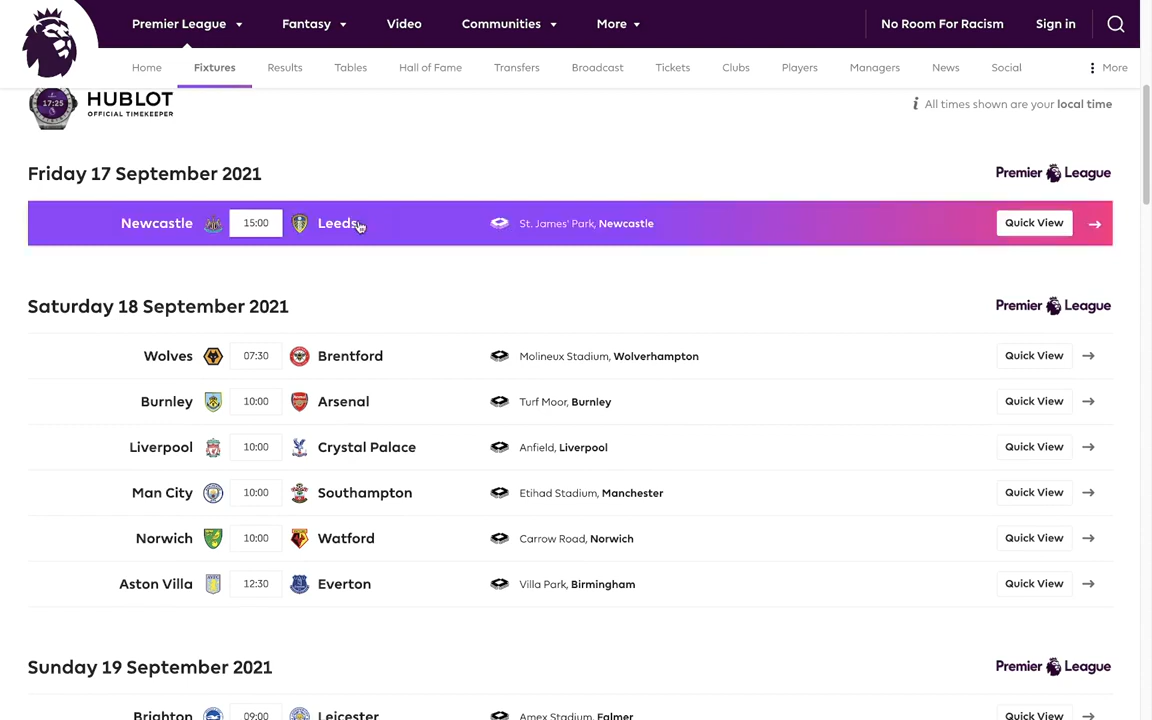 Premier League Fantasy Video Communities More No Room For Racism Sign in
Home Fixtures Results Tables Hall of Fame Transfers Broadcast Tickets Clubs Players Managers News Social More
17:25 HUBLOT
OFFICIAL TIMEKEEPER
All times shown are your local time
Friday 17 September 2021 Premier League
Newcastle 15:00 Leeds St. James' Park, Newcastle Quick View
Saturday 18 September 2021 Premier League
Wolves 07:30 Brentford Molineux Stadium, Wolverhampton Quick View
Burnley 10:00 Arsenal Turf Moor, Burnley Quick View
Liverpool 10:00 Crystal Palace Anfield, Liverpool Quick View
Man City 10:00 Southampton Etihad Stadium, Manchester Quick View
Norwich 10:00 Watford Carrow Road, Norwich Quick View
Aston Villa 12:30 Everton Villa Park, Birmingham Quick View
Sunday 19 September 2021 Premier League
Brighton 09:00 Leicester Amex Stadium, Falmer Quick View